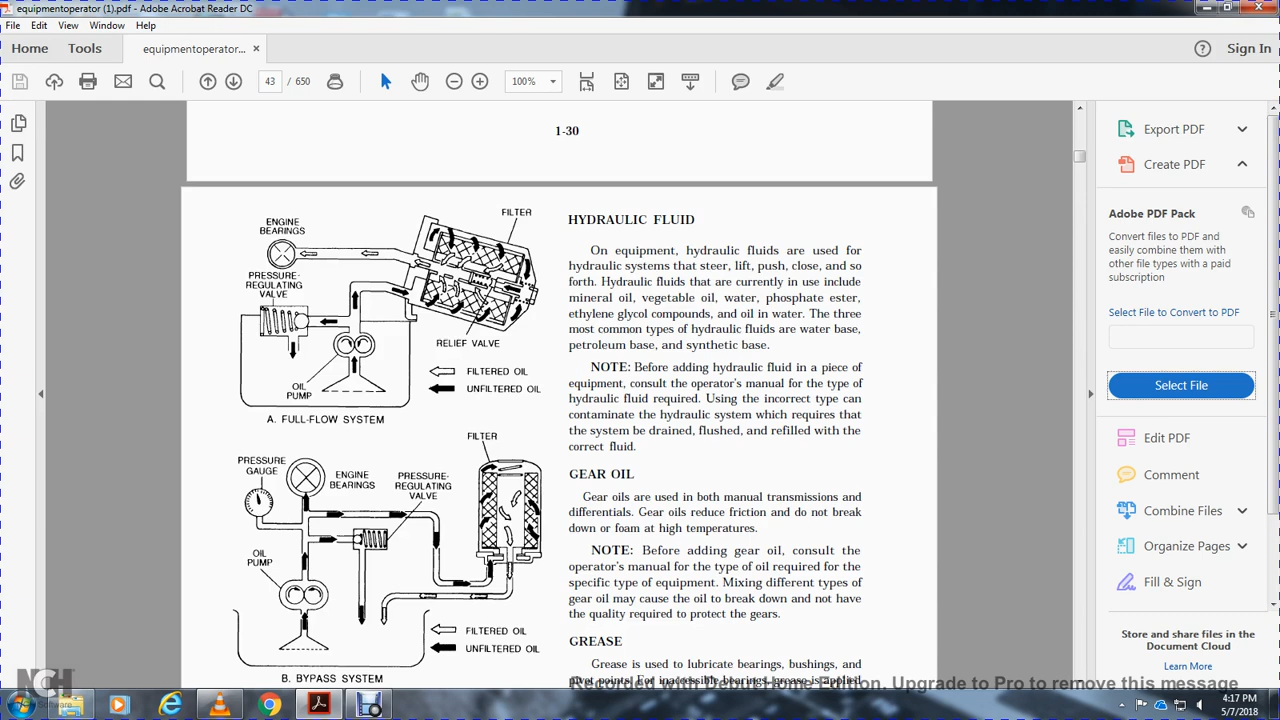 equipmentoperator (1).pdf - Adobe Acrobat Reader DC
File Edit View Window Help
Home Tools equipmentoperator... × Sign In
43 / 650 100%
1-30
FILTER
ENGINE
BEARINGS
PRESSURE-
REGULATING
VALVE
RELIEF VALVE
OIL
PUMP
FILTERED OIL
UNFILTERED OIL
A. FULL-FLOW SYSTEM
FILTER
PRESSURE
GAUGE
ENGINE
BEARINGS
PRESSURE-
REGULATING
VALVE
OIL
PUMP
FILTERED OIL
UNFILTERED OIL
B. BYPASS SYSTEM
HYDRAULIC FLUID
On equipment, hydraulic fluids are used for
hydraulic systems that steer, lift, push, close, and so
forth. Hydraulic fluids that are currently in use include
mineral oil, vegetable oil, water, phosphate ester,
ethylene glycol compounds, and oil in water. The three
most common types of hydraulic fluids are water base,
petroleum base, and synthetic base.
NOTE: Before adding hydraulic fluid in a piece of
equipment, consult the operator's manual for the type of
hydraulic fluid required. Using the incorrect type can
contaminate the hydraulic system which requires that
the system be drained, flushed, and refilled with the
correct fluid.
GEAR OIL
Gear oils are used in both manual transmissions and
differentials. Gear oils reduce friction and do not break
down or foam at high temperatures.
NOTE: Before adding gear oil, consult the
operator's manual for the type of oil required for the
specific type of equipment. Mixing different types of
gear oil may cause the oil to break down and not have
the quality required to protect the gears.
GREASE
Grease is used to lubricate bearings, bushings, and
pivot points. For inaccessible bearings, grease is applied
Export PDF
Create PDF
Adobe PDF Pack
Convert files to PDF and
easily combine them with
other file types with a paid
subscription
Select File to Convert to PDF
Select File
Edit PDF
Comment
Combine Files
Organize Pages
Fill & Sign
Store and share files in the
Document Cloud
Learn More
NCH
Home Edition. Upgrade to Pro to remove this message
4:17 PM
5/7/2018